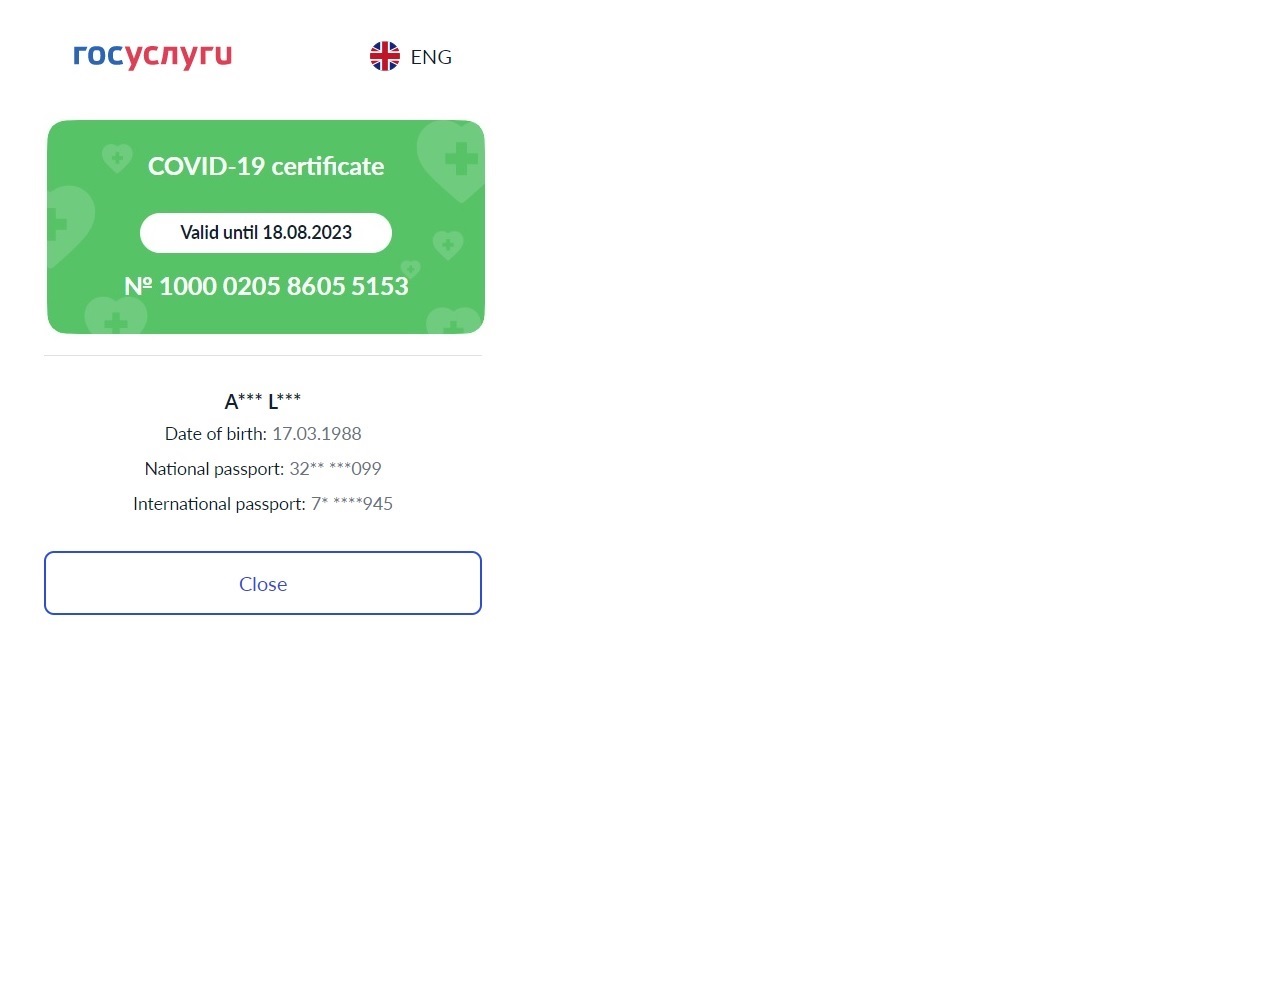 госуслуги
ENG
COVID-19 certificate
Valid until 18.08.2023
№ 1000 0205 8605 5153
A*** L***
Date of birth: 17.03.1988
National passport: 32** ***099
International passport: 7* ****945
Close